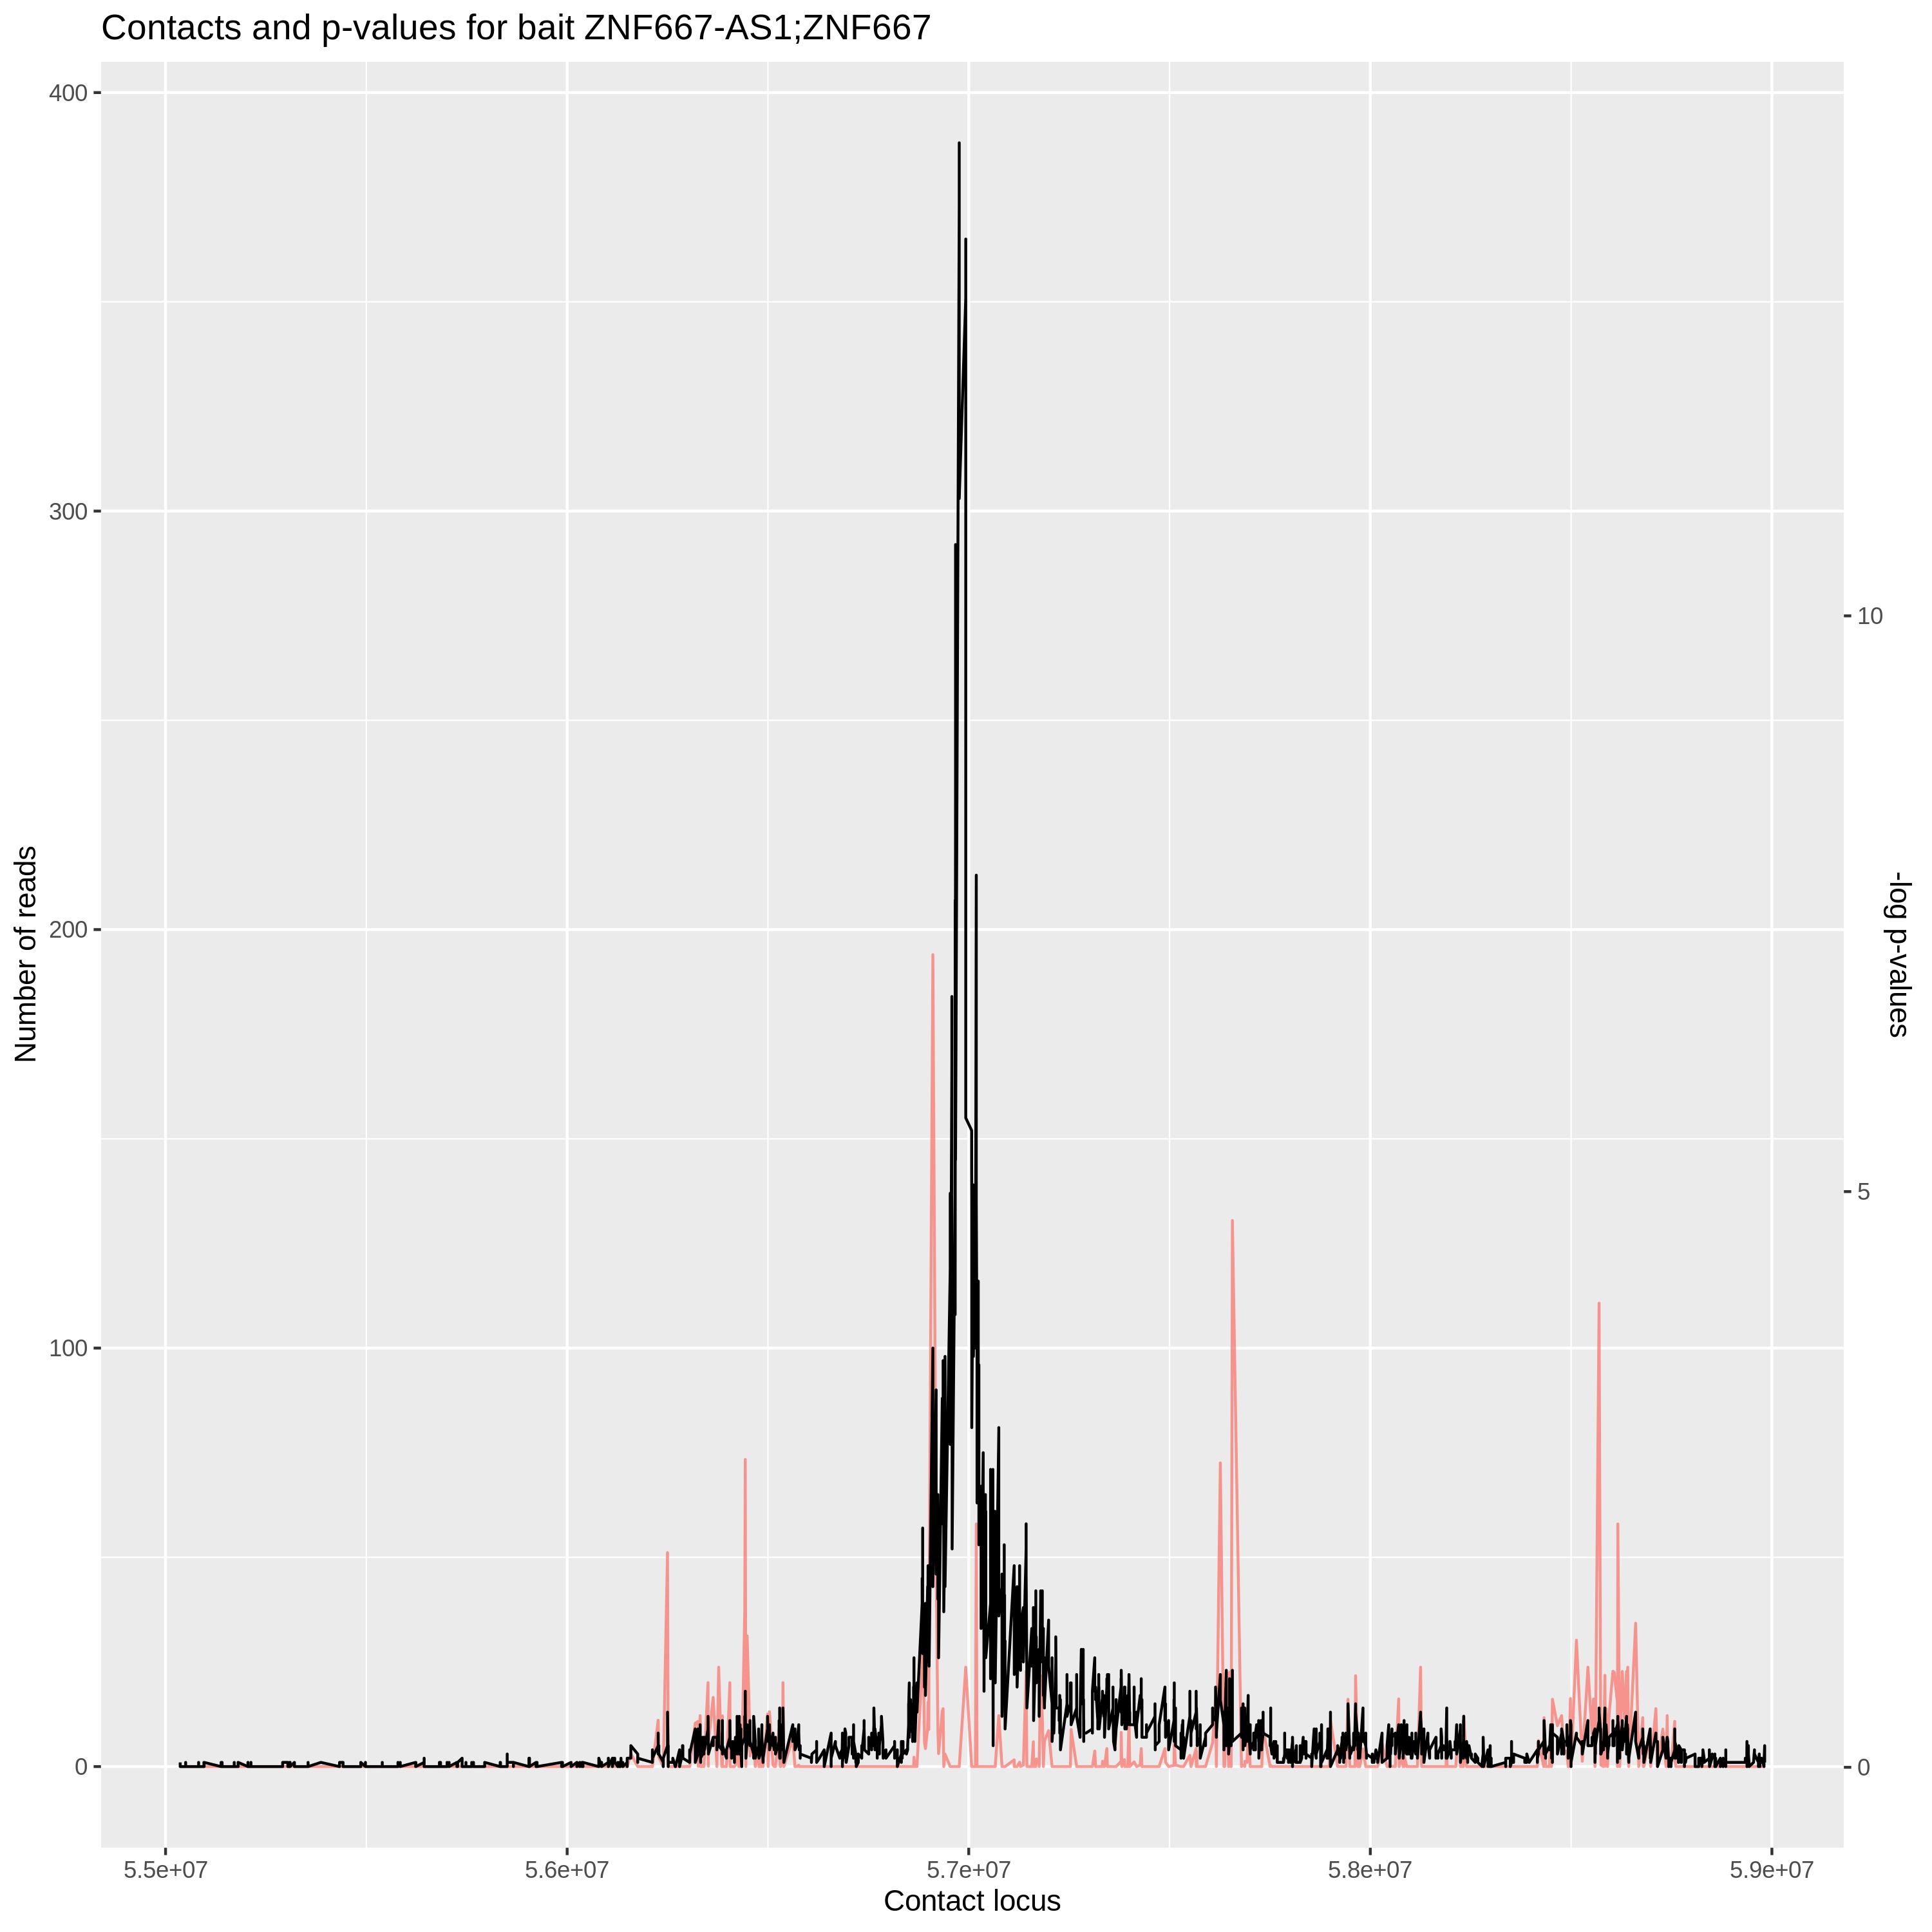 Contacts and p-values for bait ZNF667-AS1;ZNF667
400
300
200
100
0
Number of reads
10
5
0
-log p-values
5.5e+07 5.6e+07 5.7e+07 5.8e+07 5.9e+07
Contact locus